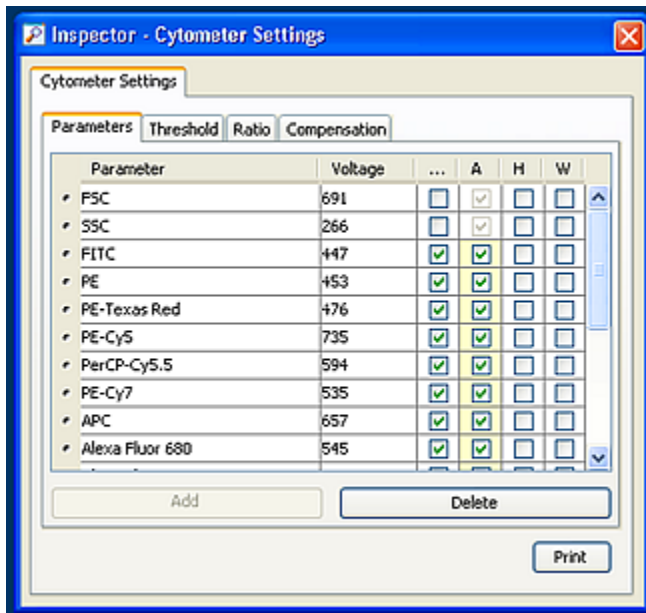 Inspector - Cytometer Settings
Cytometer Settings
Parameters Threshold Ratio Compensation
Parameter Voltage ... A H W
FSC 691
SSC 266
FITC 447
PE 453
PE-Texas Red 476
PE-Cy5 735
PerCP-Cy5.5 594
PE-Cy7 535
APC 657
Alexa Fluor 680 545
Add Delete
Print